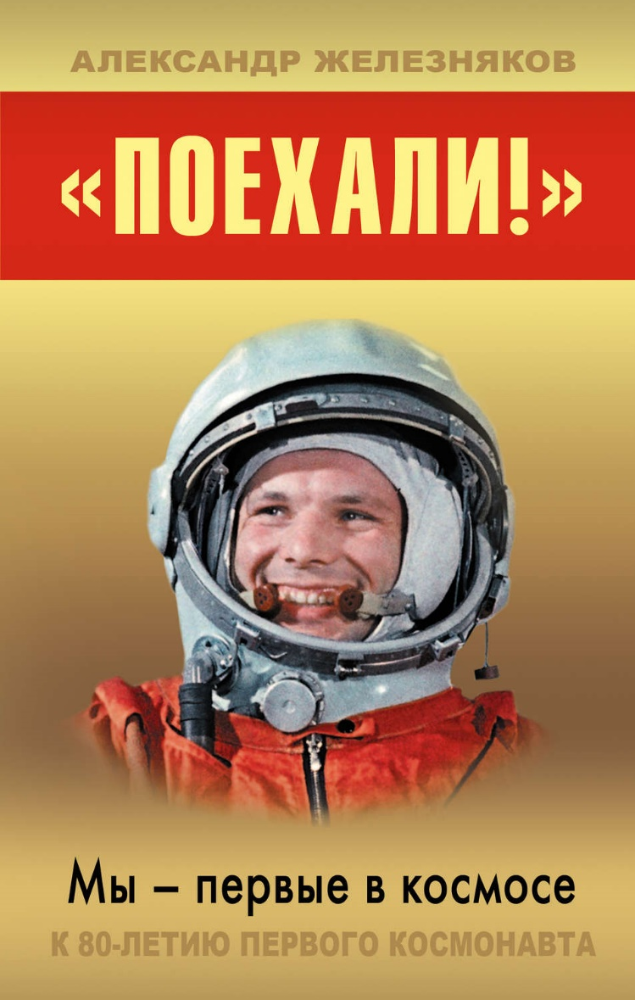 АЛЕКСАНДР ЖЕЛЕЗНЯКОВ
«ПОЕХАЛИ!»
Мы – первые в космосе
К 80-ЛЕТИЮ ПЕРВОГО КОСМОНАВТА